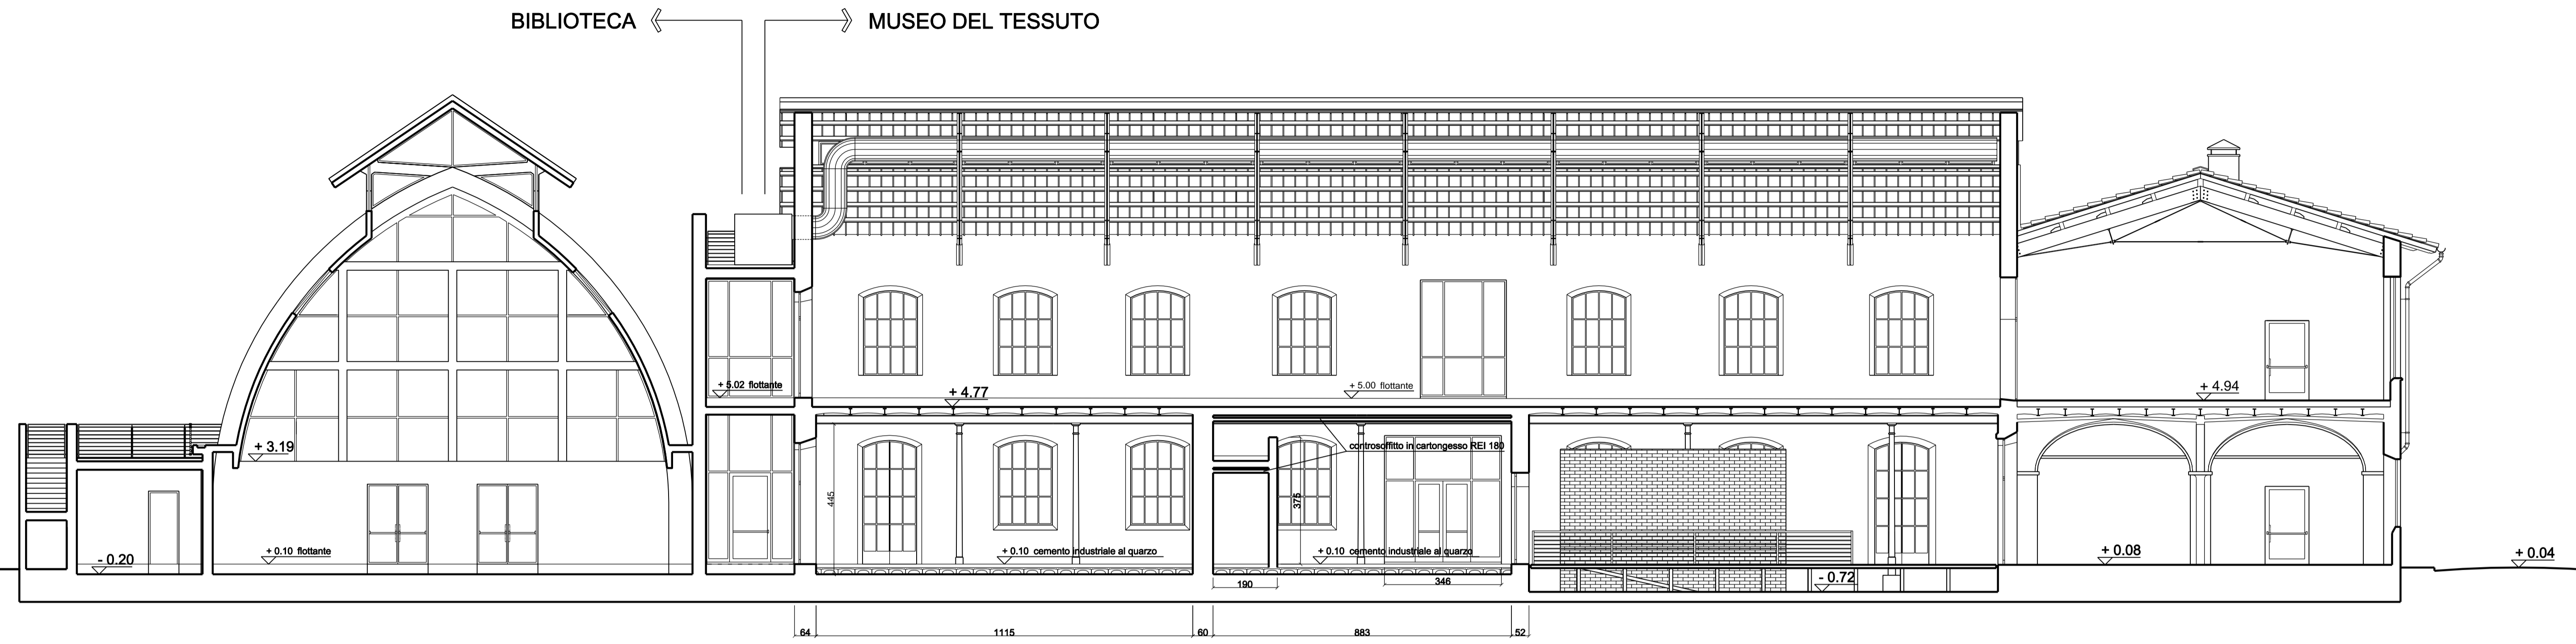 BIBLIOTECA MUSEO DEL TESSUTO
+ 5.02 flottante
+ 4.77
+ 5.00 flottante
+ 4.94
+ 3.19
controsoffitto in cartongesso REI 180
445
375
- 0.20
+ 0.10 flottante
+ 0.10 cemento industriale al quarzo
+ 0.10 cemento industriale al quarzo
+ 0.08
+ 0.04
- 0.72
190
346
64
1115
60
883
52